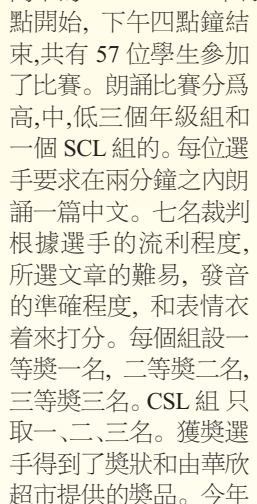 點開始, 下午四點鐘結
束,共有 57 位學生參加
了比賽。朗誦比賽分爲
高,中,低三個年級組和
一個 SCL 組的。每位選
手要求在兩分鐘之內朗
誦一篇中文。七名裁判
根據選手的流利程度,
所選文章的難易, 發音
的準確程度, 和表情衣
着來打分。每個組設一
等獎一名, 二等獎二名,
三等獎三名。CSL 組 只
取一、二、三名。獲獎選
手得到了獎狀和由華欣
超市提供的獎品。今年